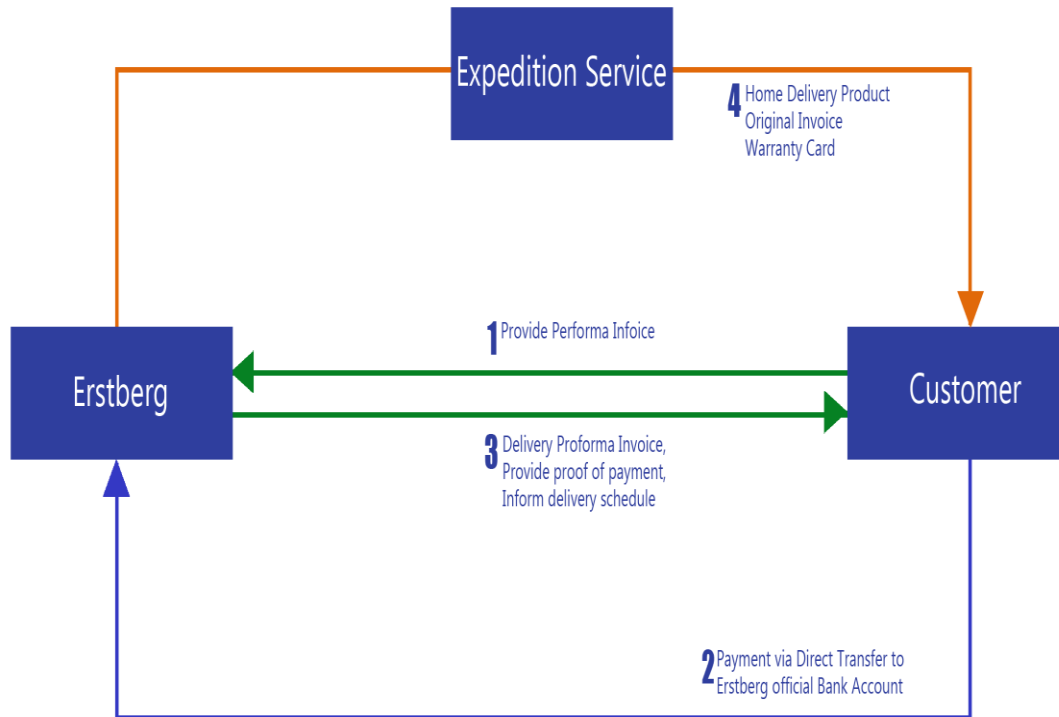 Expedition Service
4 Home Delivery Product
Original Invoice
Warranty Card
1 Provide Performa Infoice
Erstberg
Customer
3 Delivery Proforma Invoice,
Provide proof of payment,
Inform delivery schedule
2 Payment via Direct Transfer to
Erstberg official Bank Account